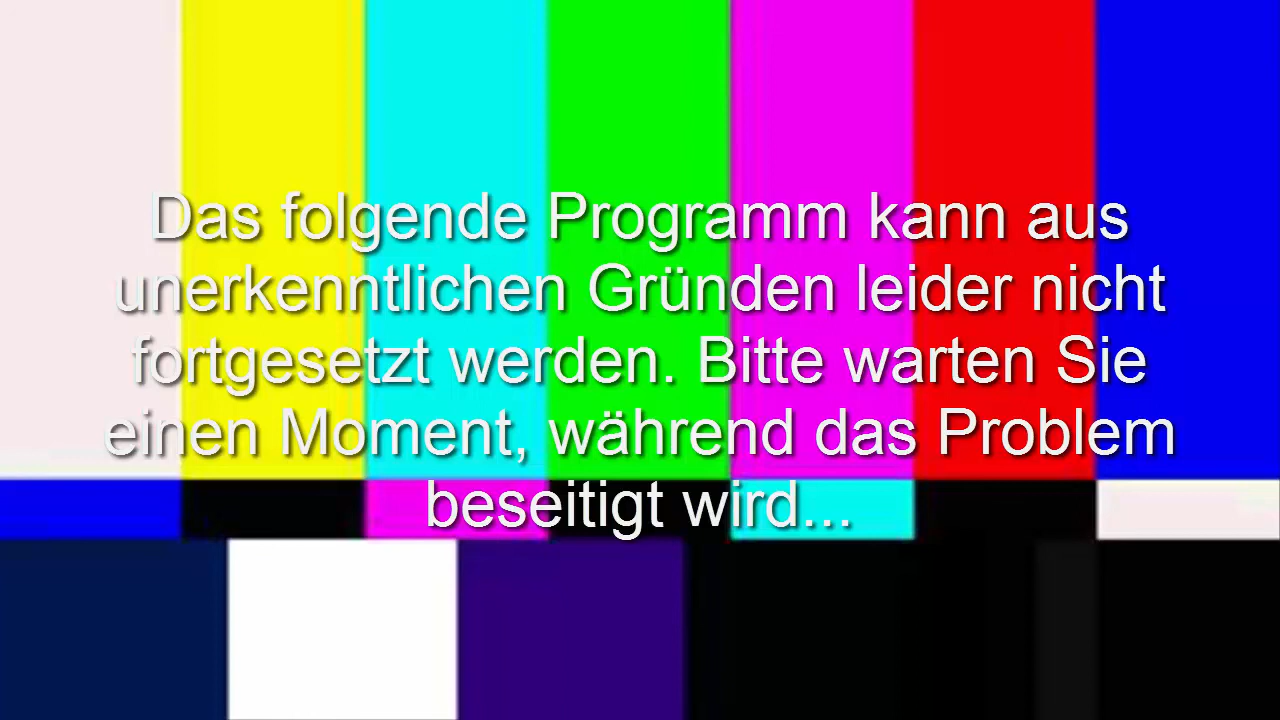 Das folgende Programm kann aus
unerkenntlichen Gründen leider nicht
fortgesetzt werden. Bitte warten Sie
einen Moment, während das Problem
beseitigt wird...